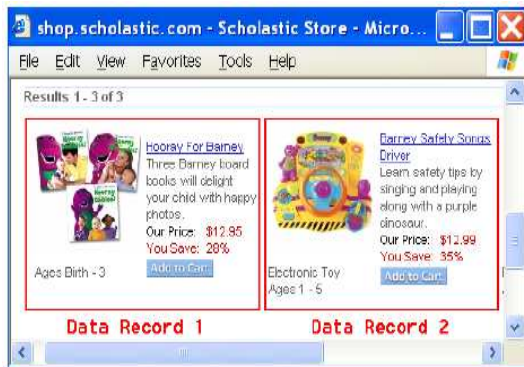 shop.scholastic.com - Scholastic Store - Micro...
File Edit View Favorites Tools Help
Results 1 - 3 of 3
Hooray For Barney
Three Barney board
books will delight
your child with happy
photos.
Our Price: $12.95
You Save: 28%
Add to Cart
Ages Birth - 3
Barney Safety Songs
Driver
Learn safety tips by
singing and playing
along with a purple
dinosaur.
Our Price: $12.99
You Save: 35%
Add to Cart
Electronic Toy
Ages 1 - 5
Data Record 1
Data Record 2